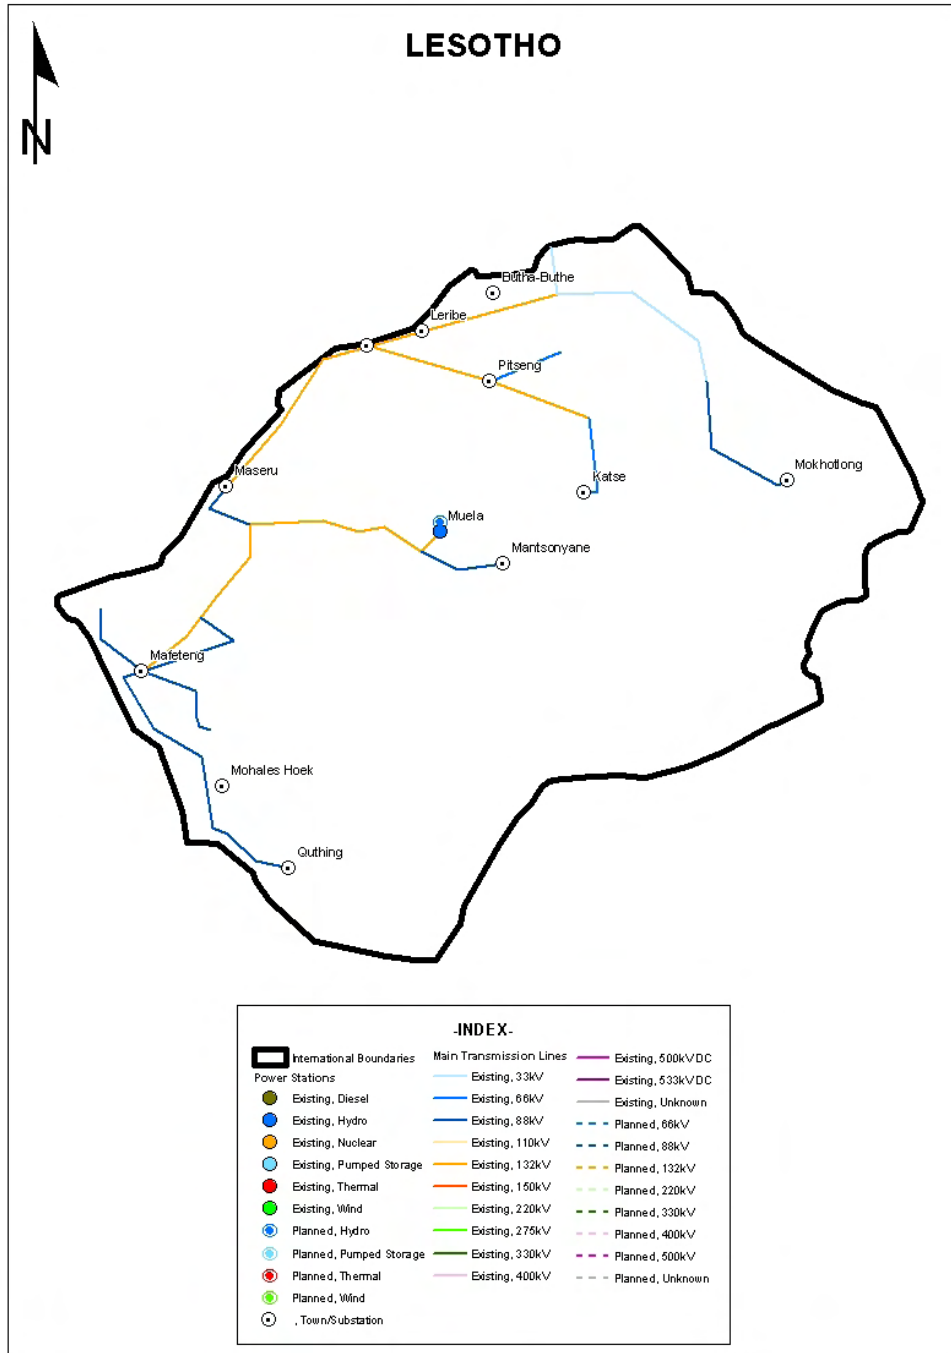 LESOTHO
N
Butha-Buthe
Leribe
Pitseng
Maseru
Katse
Mokhotlong
Muela
Mantsonyane
Mafeteng
Mohales Hoek
Quthing
-INDEX-
International Boundaries
Power Stations
Existing, Diesel
Existing, Hydro
Existing, Nuclear
Existing, Pumped Storage
Existing, Thermal
Existing, Wind
Planned, Hydro
Planned, Pumped Storage
Planned, Thermal
Planned, Wind
, Town/Substation
Main Transmission Lines
Existing, 33kV
Existing, 66kV
Existing, 88kV
Existing, 110kV
Existing, 132kV
Existing, 150kV
Existing, 220kV
Existing, 275kV
Existing, 330kV
Existing, 400kV
Existing, 500kV DC
Existing, 533kV DC
Existing, Unknown
Planned, 66kV
Planned, 88kV
Planned, 132kV
Planned, 220kV
Planned, 330kV
Planned, 400kV
Planned, 500kV
Planned, Unknown